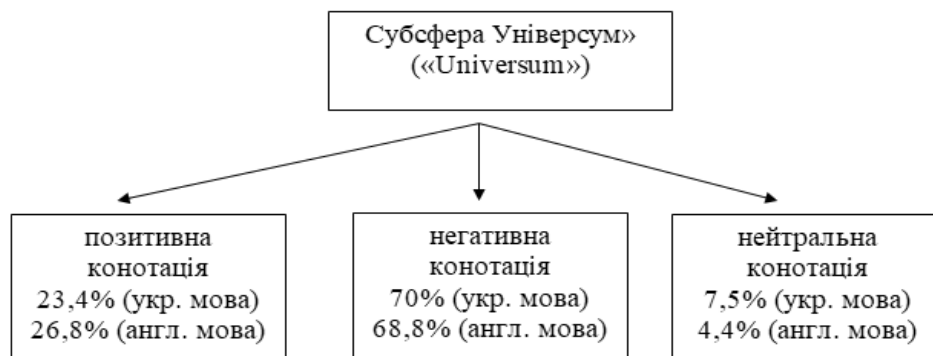 Субсфера Універсум»
(«Universum»)
позитивна
конотація
23,4% (укр. мова)
26,8% (англ. мова)
негативна
конотація
70% (укр. мова)
68,8% (англ. мова)
нейтральна
конотація
7,5% (укр. мова)
4,4% (англ. мова)